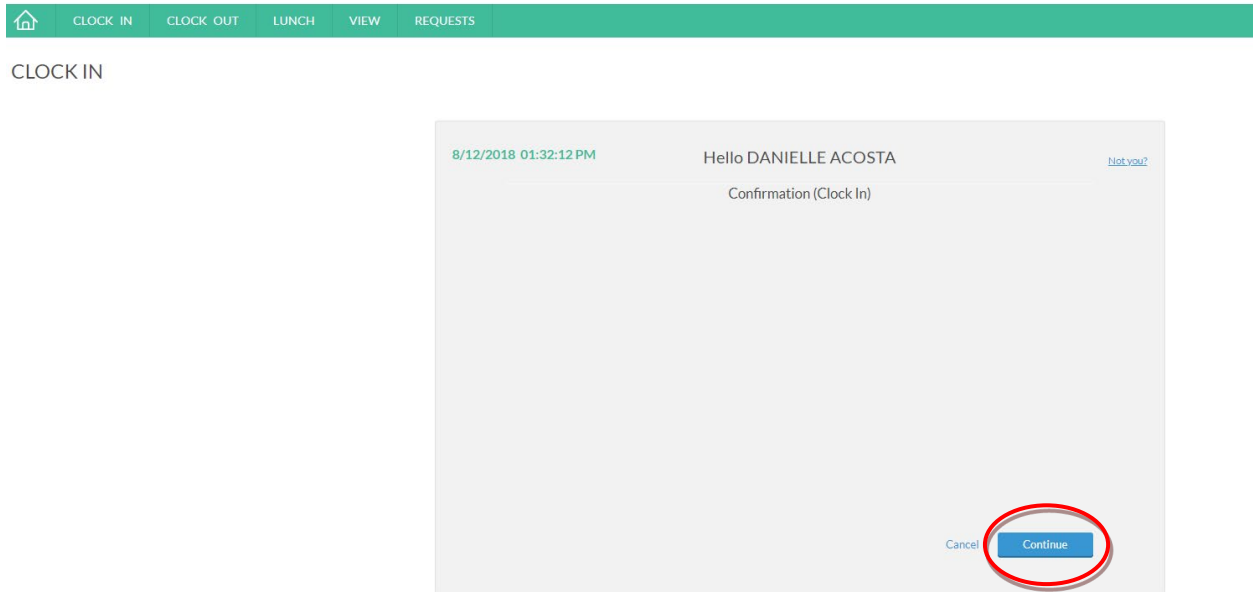 CLOCK IN CLOCK OUT LUNCH VIEW REQUESTS
CLOCK IN
8/12/2018 01:32:12 PM Hello DANIELLE ACOSTA Not you?
Confirmation (Clock In)
Cancel Continue